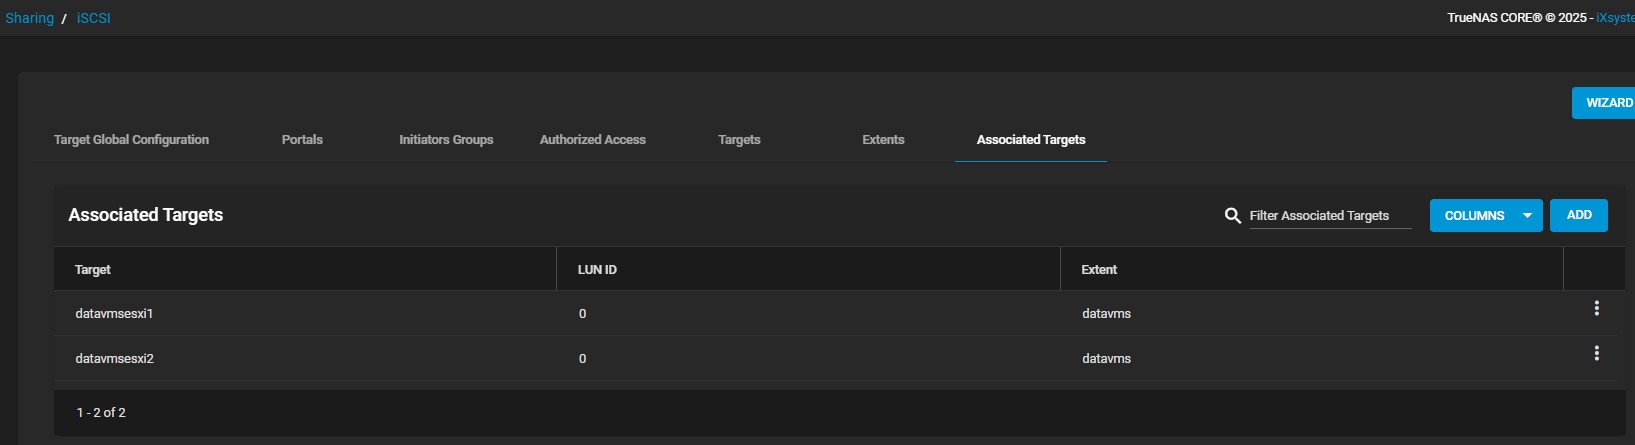 Sharing / iSCSI
TrueNAS CORE® © 2025 -
WIZARD
Target Global Configuration Portals Initiators Groups Authorized Access Targets Extents Associated Targets
Associated Targets
Filter Associated Targets COLUMNS ADD
Target LUN ID Extent
datavmsesxi1 0 datavms
datavmsesxi2 0 datavms
1 - 2 of 2